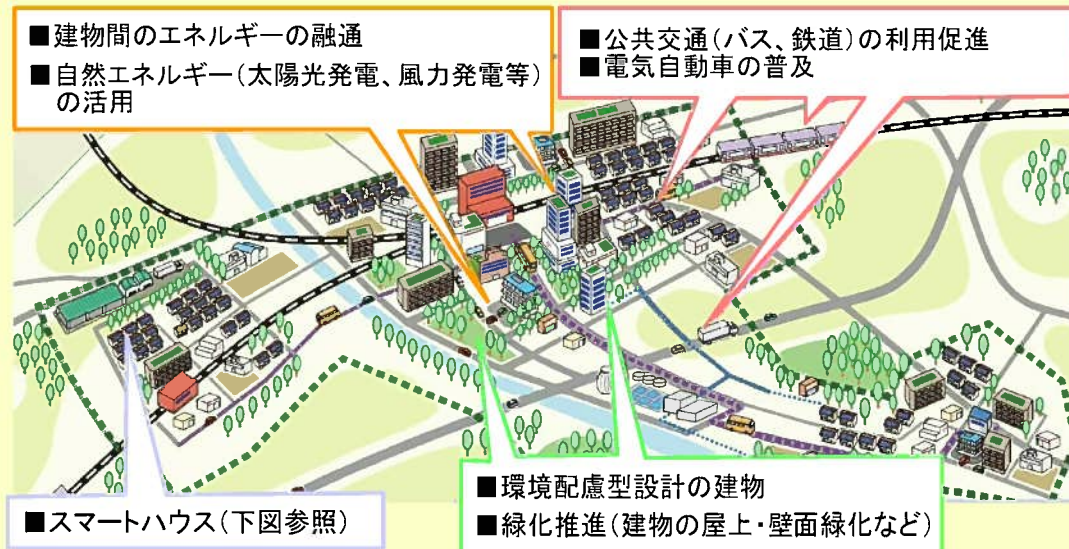 ■建物間のエネルギーの融通
■自然エネルギー(太陽光発電、風力発電等)
の活用
■公共交通(バス、鉄道)の利用促進
■電気自動車の普及
■スマートハウス(下図参照)
■環境配慮型設計の建物
■緑化推進(建物の屋上・壁面緑化など)